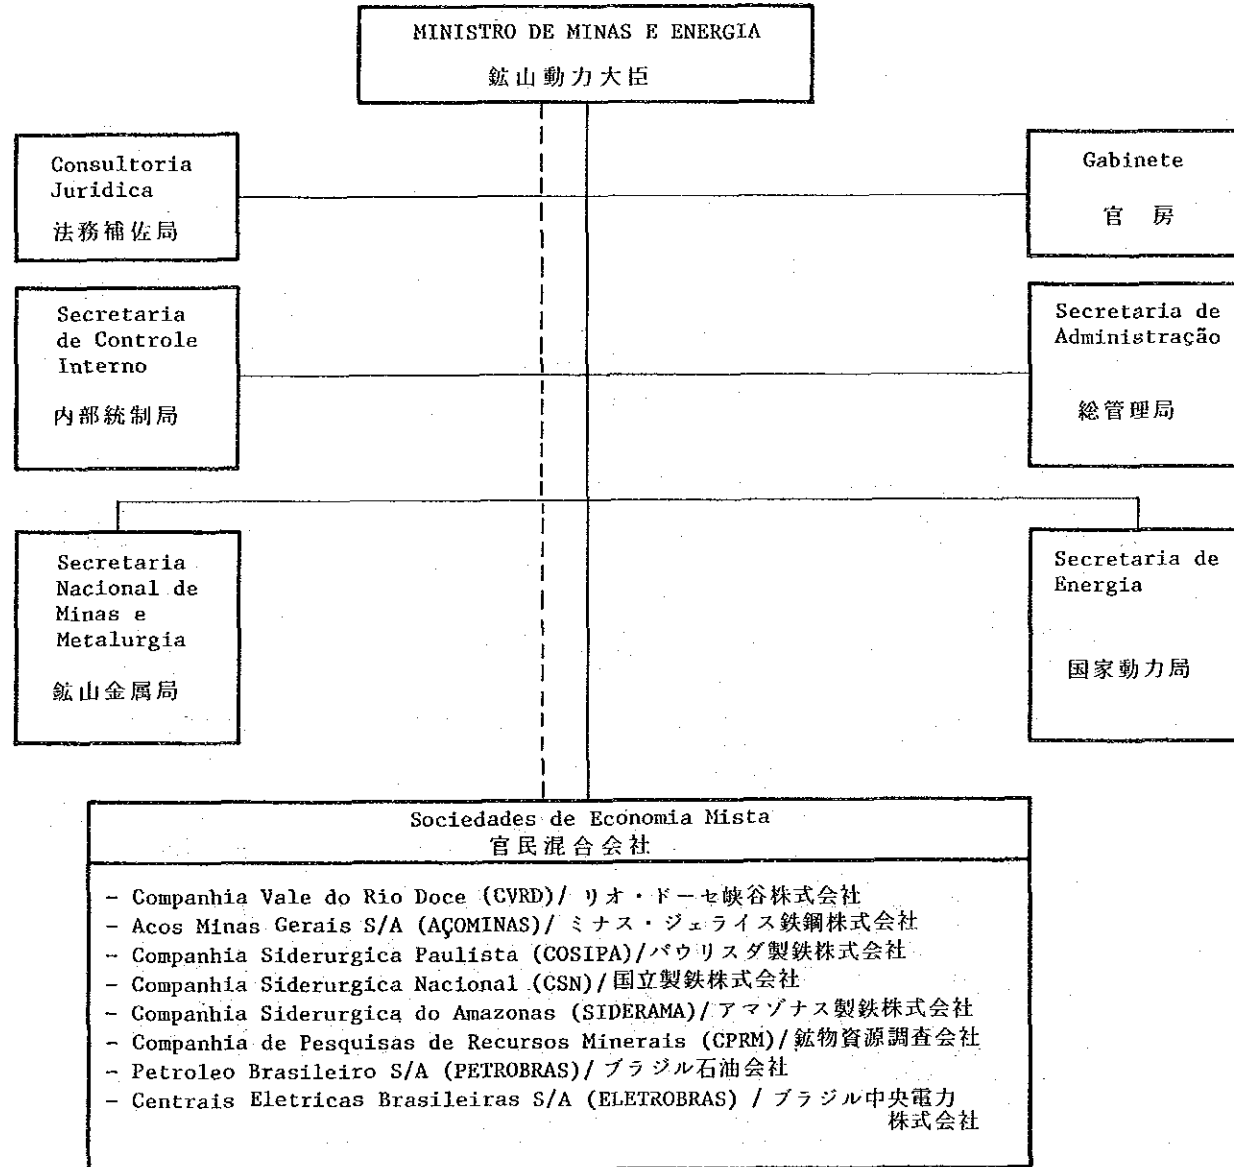 MINISTRO DE MINAS E ENERGIA
鉱山動力大臣
Consultoria
Juridica
法務補佐局
Gabinete
官 房
Secretaria
de Controle
Interno
内部統制局
Secretaria de
Administração
総管理局
Secretaria
Nacional de
Minas e
Metalurgia
鉱山金属局
Secretaria de
Energia
国家動力局
Sociedades de Economia Mista
官民混合会社
- Companhia Vale do Rio Doce (CVRD)/ リオ・ドーセ峡谷株式会社
- Acos Minas Gerais S/A (AÇOMINAS)/ ミナス・ジェライス鉄鋼株式会社
- Companhia Siderurgica Paulista (COSIPA)/パウリスダ製鉄株式会社
- Companhia Siderurgica Nacional (CSN)/国立製鉄株式会社
- Companhia Siderurgica do Amazonas (SIDERAMA)/アマゾナス製鉄株式会社
- Companhia de Pesquisas de Recursos Minerais (CPRM)/鉱物資源調査会社
- Petroleo Brasileiro S/A (PETROBRAS)/ ブラジル石油会社
- Centrais Eletricas Brasileiras S/A (ELETROBRAS) / ブラジル中央電力
株式会社